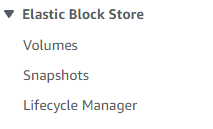 Elastic Block Store
Volumes
Snapshots
Lifecycle Manager